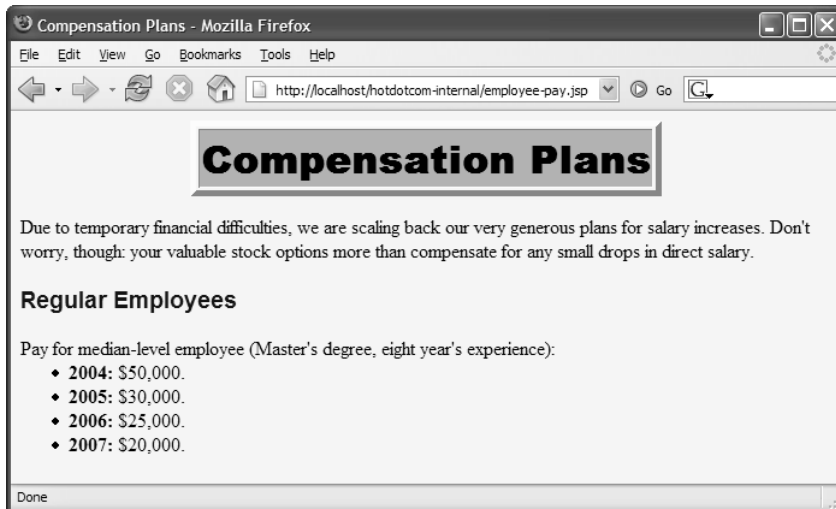 Compensation Plans - Mozilla Firefox
File Edit View Go Bookmarks Tools Help
http://localhost/hotdotcom-internal/employee-pay.jsp Go G
Compensation Plans
Due to temporary financial difficulties, we are scaling back our very generous plans for salary increases. Don't
worry, though: your valuable stock options more than compensate for any small drops in direct salary.
Regular Employees
Pay for median-level employee (Master's degree, eight year's experience):
• 2004: $50,000.
• 2005: $30,000.
• 2006: $25,000.
• 2007: $20,000.
Done